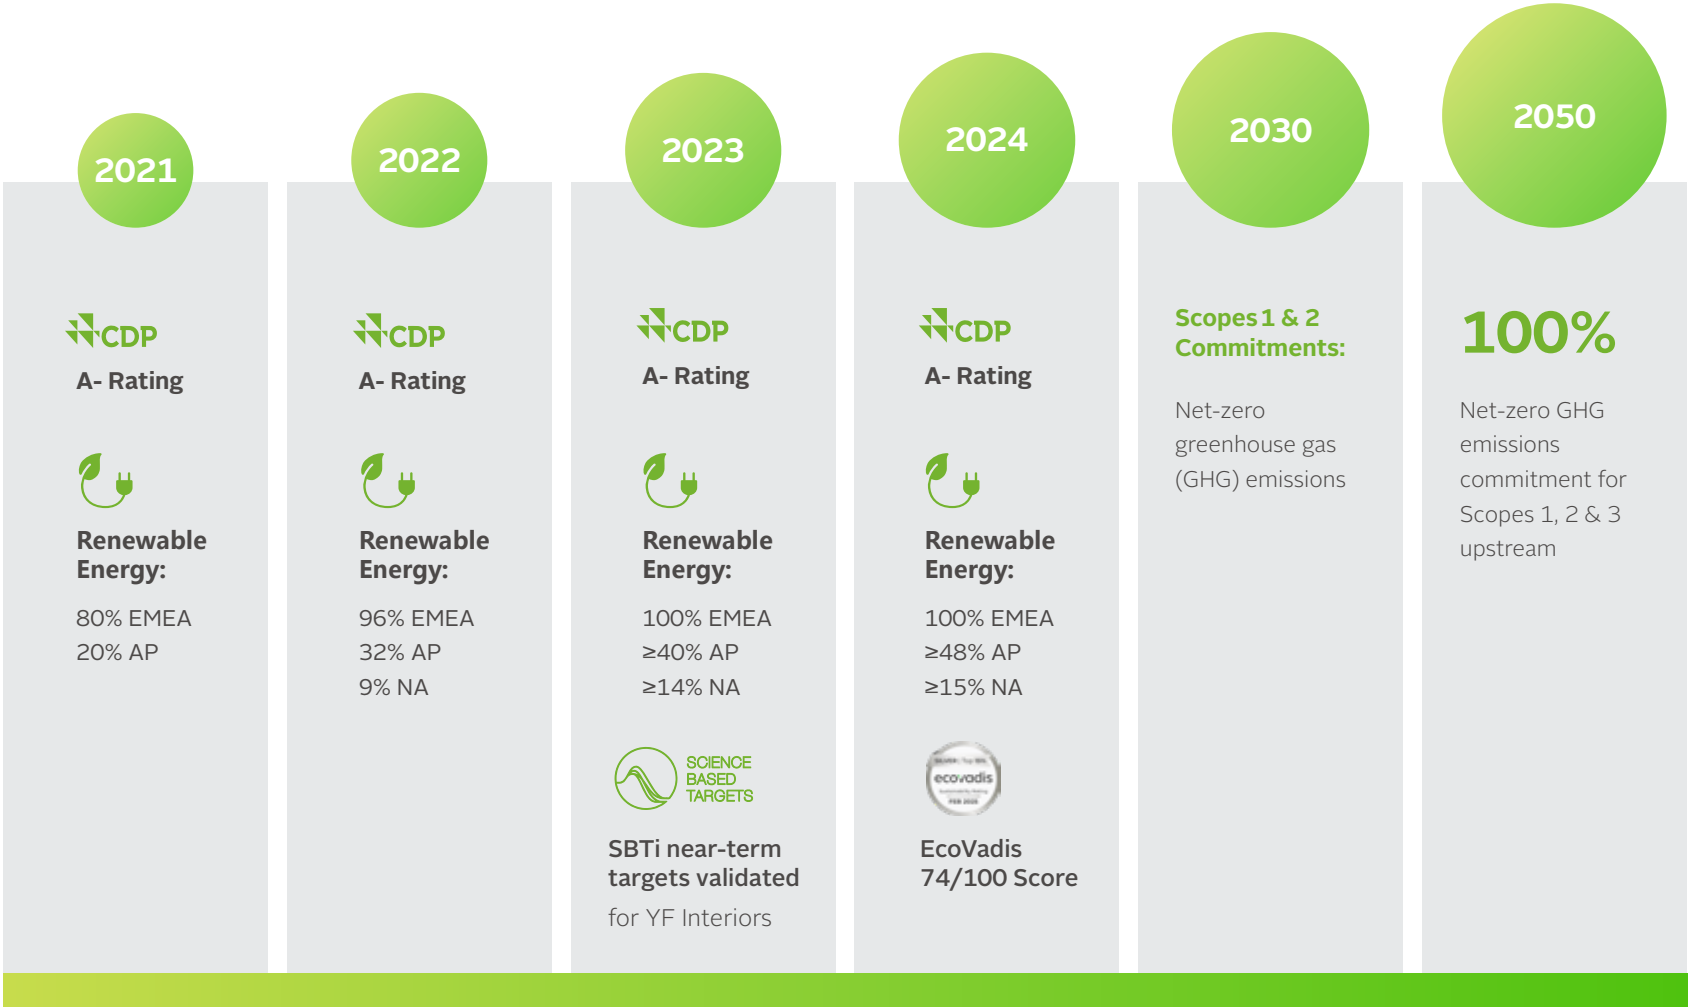 2021
CDP
A- Rating
Renewable
Energy:
80% EMEA
20% AP
2022
CDP
A- Rating
Renewable
Energy:
96% EMEA
32% AP
9% NA
2023
CDP
A- Rating
Renewable
Energy:
100% EMEA
≥40% AP
≥14% NA
SCIENCE
BASED
TARGETS
SBTi near-term
targets validated
for YF Interiors
2024
CDP
A- Rating
Renewable
Energy:
100% EMEA
≥48% AP
≥15% NA
ecovadis
EcoVadis
74/100 Score
2030
Scopes 1 & 2
Commitments:
Net-zero
greenhouse gas
(GHG) emissions
2050
100%
Net-zero GHG
emissions
commitment for
Scopes 1, 2 & 3
upstream